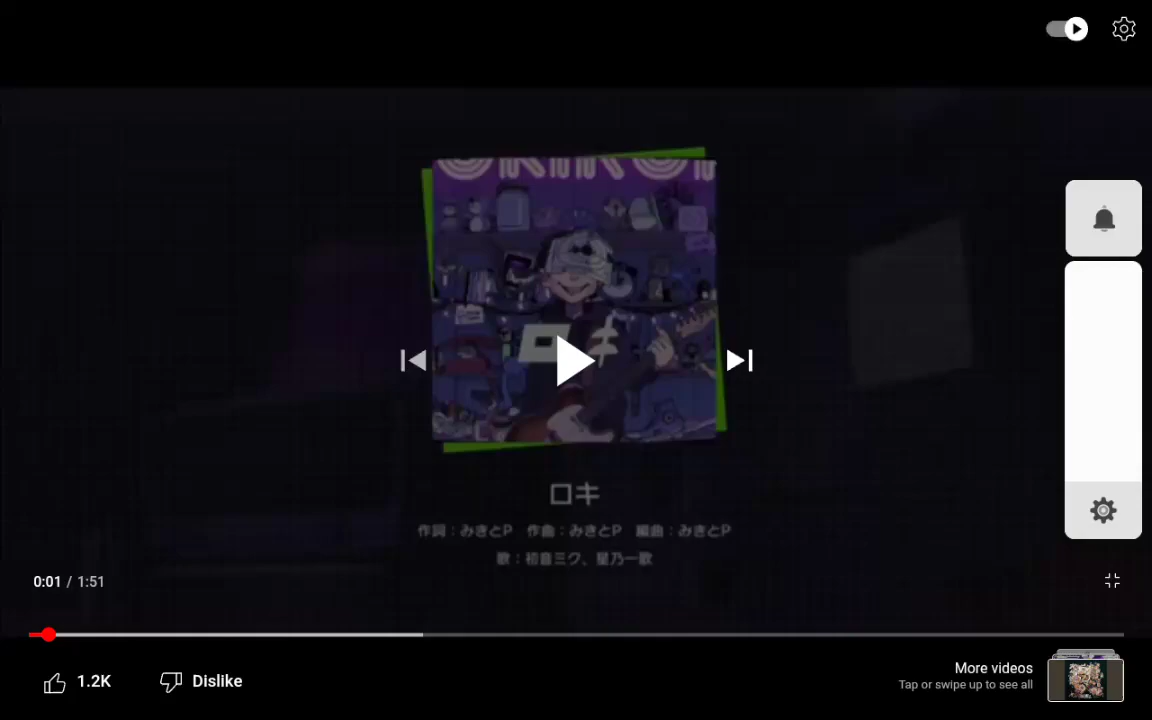 ロキ
ロキ
作詞：みきとP 作曲：みきとP 編曲：みきとP
歌：初音ミク、星乃一歌
0:01 / 1:51
1.2K
Dislike
More videos
Tap or swipe up to see all